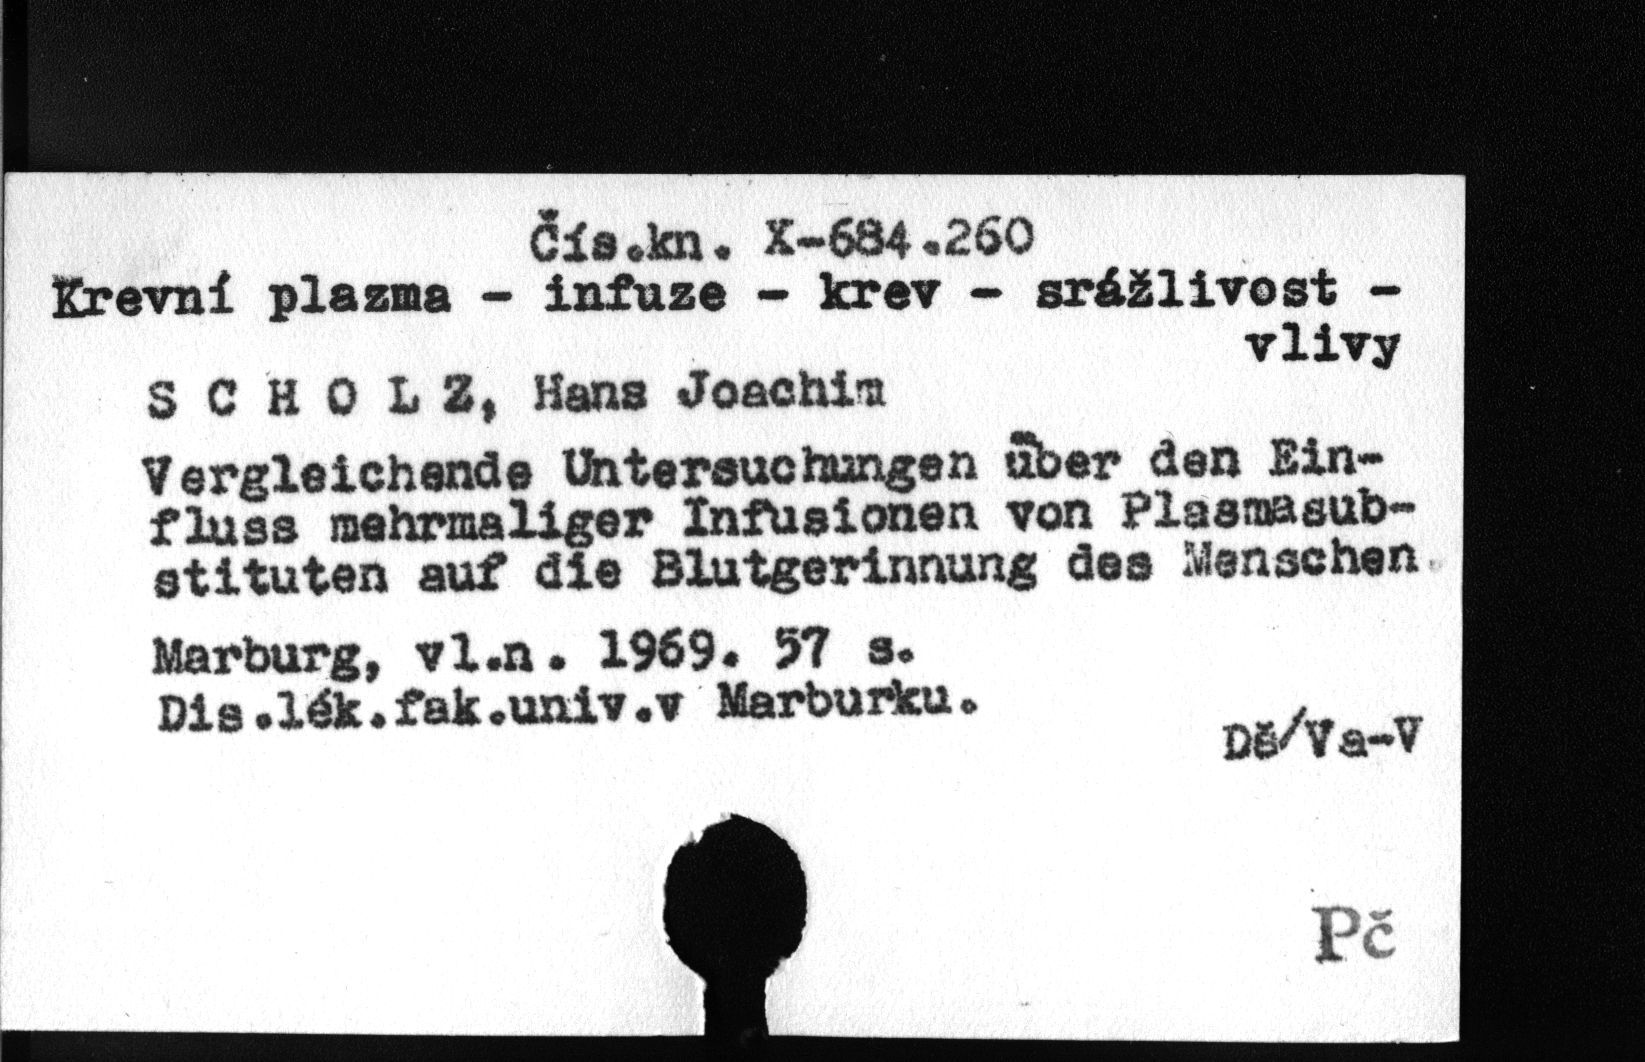 Čís.kn. X-684.260
Krevní plazma - infuze - krev - srážlivost -
vlivy
S C H O L Z, Hans Joachim
Vergleichende Untersuchungen über den Ein-
fluss mehrmaliger Infusionen von Plasmasub-
stituten auf die Blutgerinnung des Menschen.
Marburg, vl.n. 1969. 57 s.
Dis.lék.fak.univ.v Marburku.
Dš/Va-V
Pč